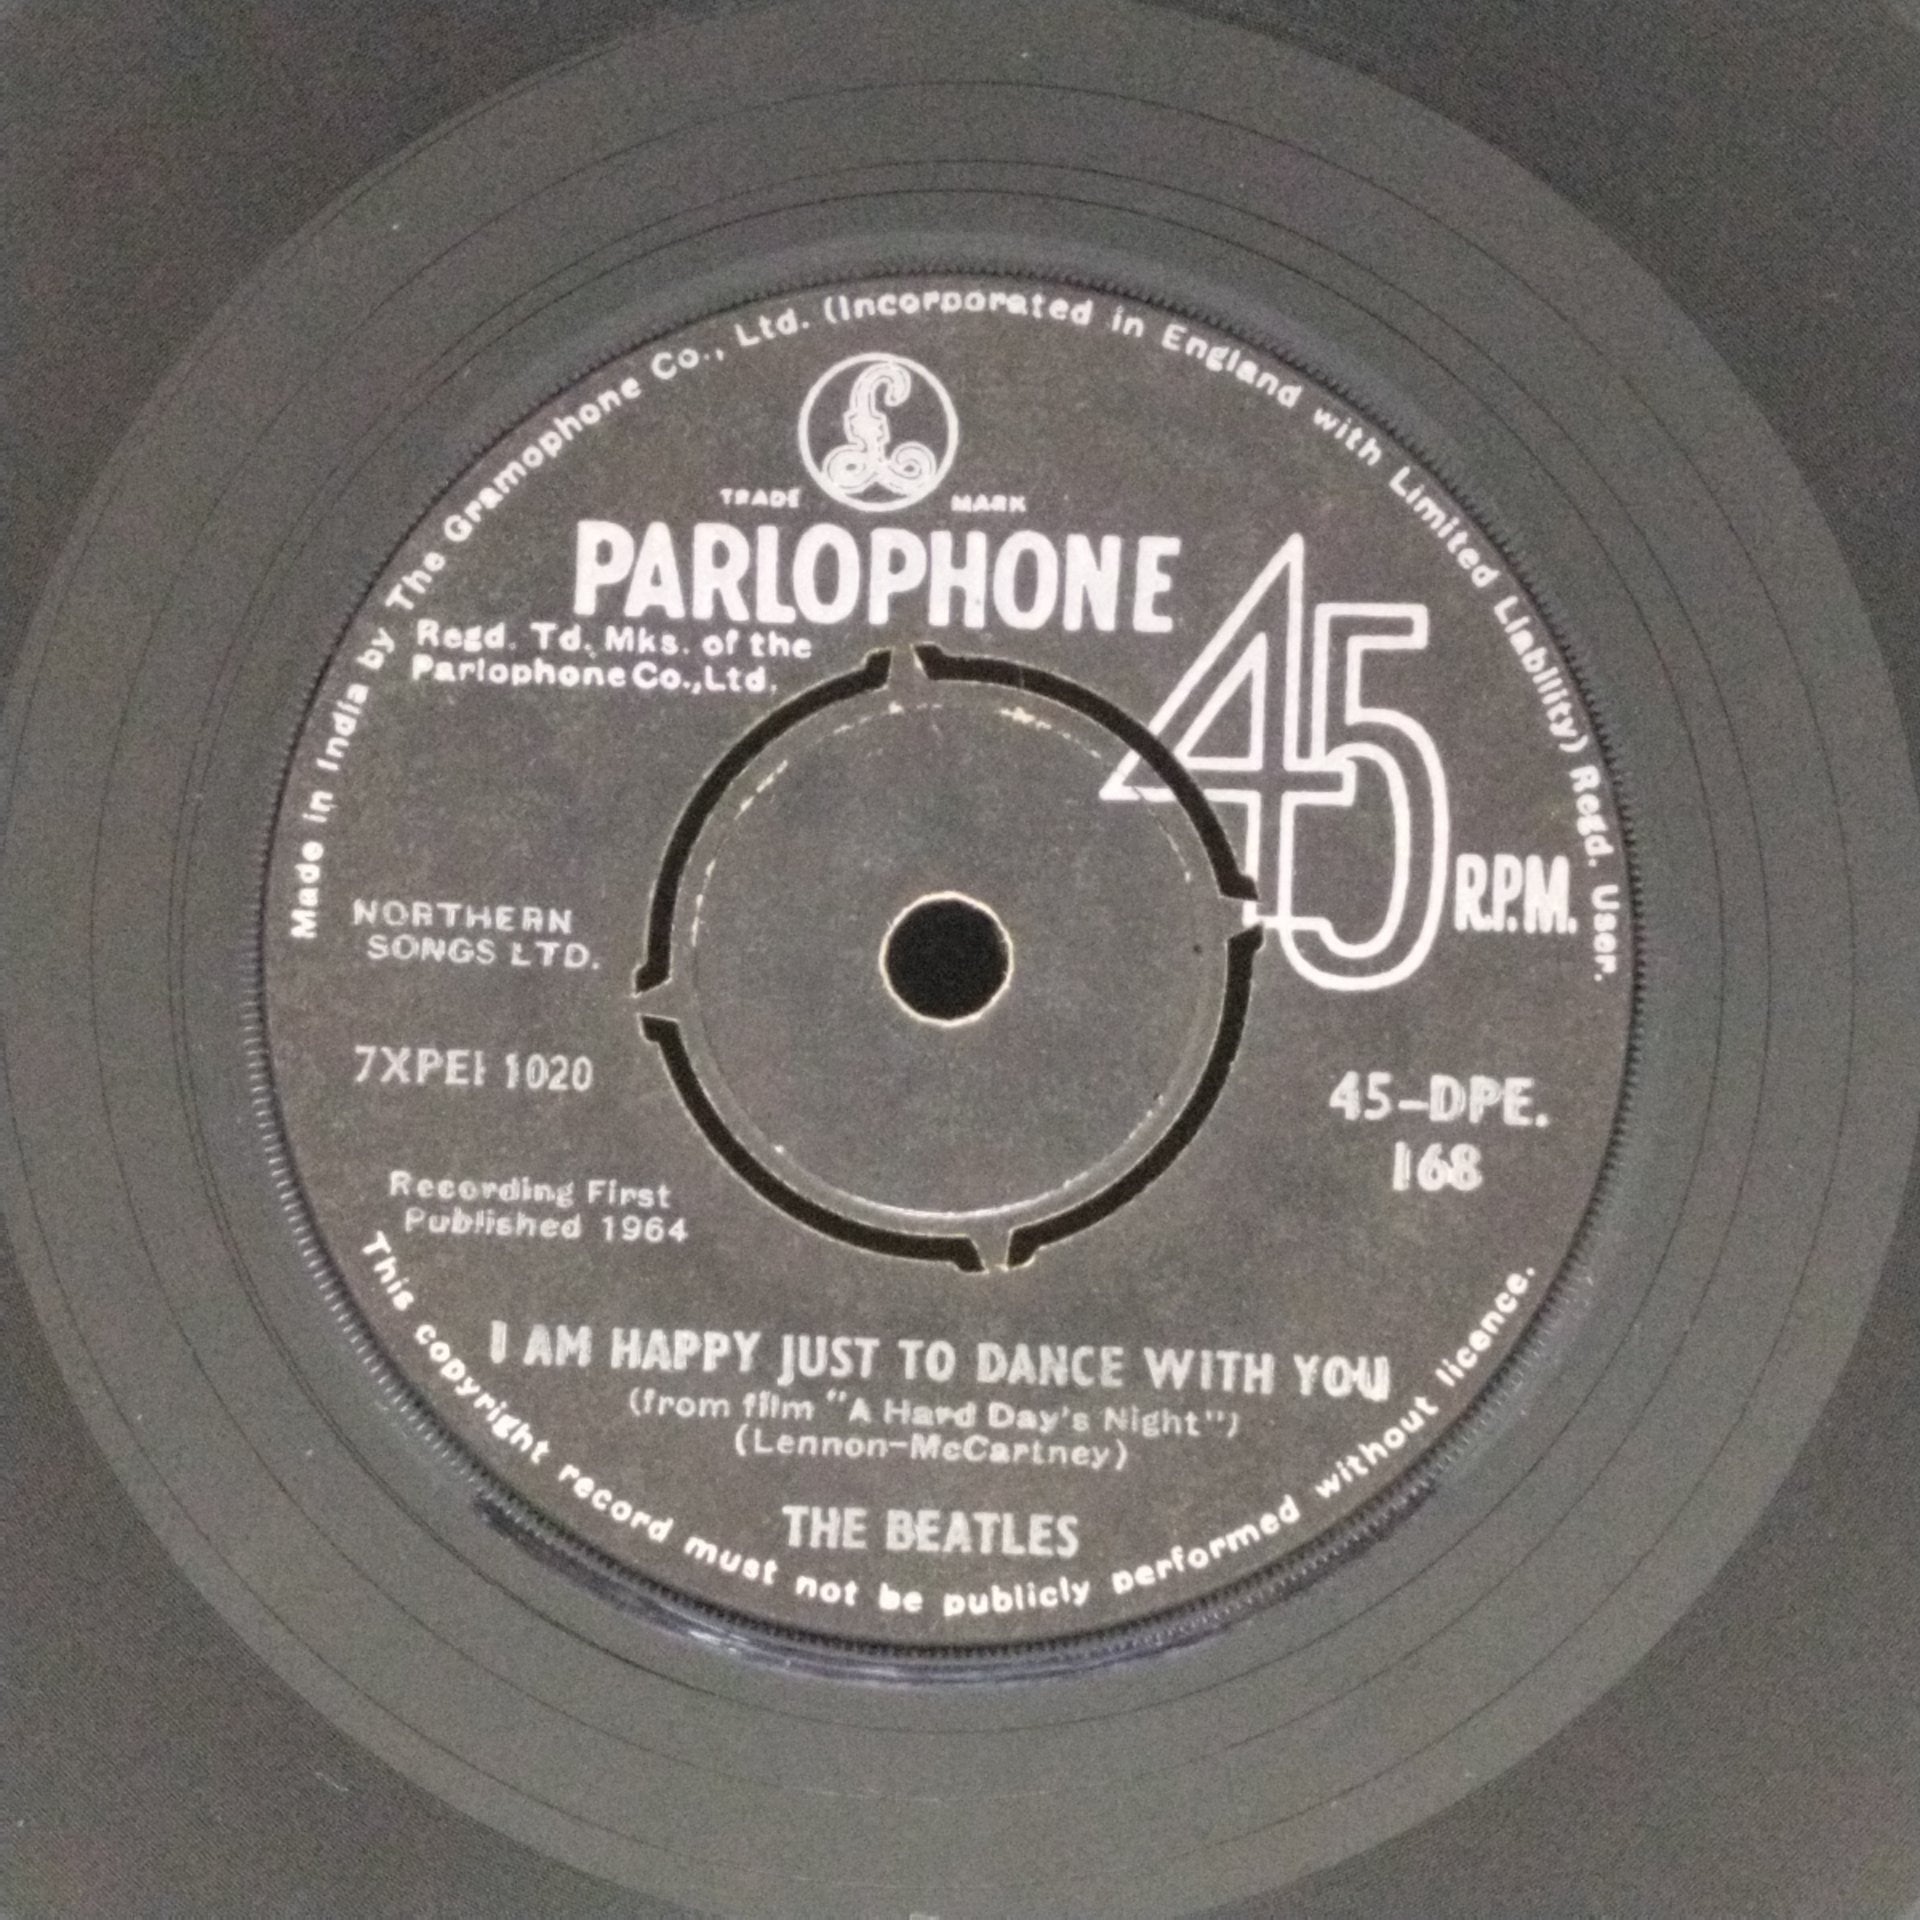 Made in India by The Gramophone Co., Ltd. (Incorporated in England with Limited Liability) Regd. User.
TRADE MARK
PARLOPHONE
Regd. Td. Mks. of the
Parlophone Co., Ltd.
45 R.P.M.
NORTHERN
SONGS LTD.
7XPEI 1020
45-DPE.
168
Recording First
Published 1964
I AM HAPPY JUST TO DANCE WITH YOU
(from film "A Hard Day's Night")
(Lennon-McCartney)
THE BEATLES
This copyright record must not be publicly performed without licence.